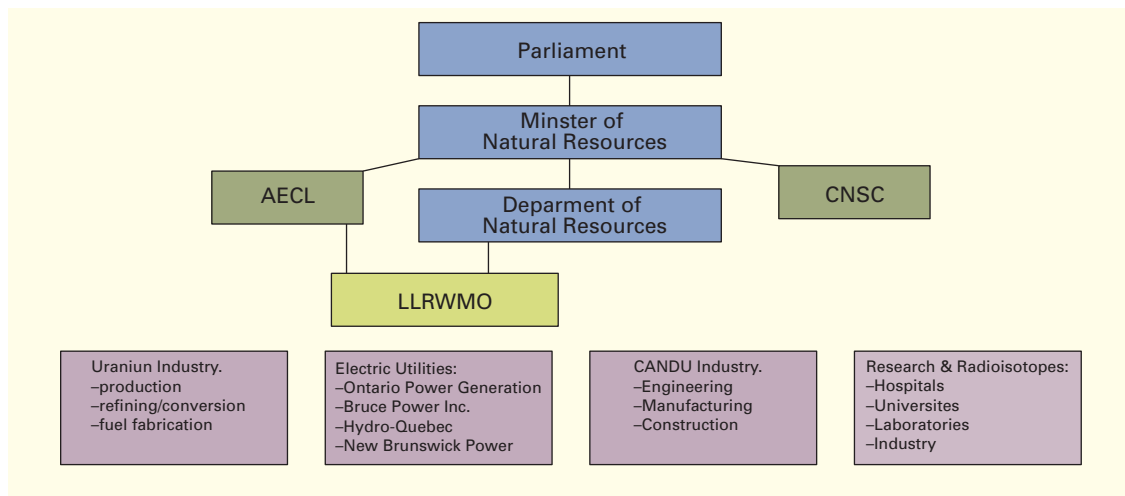 Parliament
Minster of
Natural Resources
AECL
CNSC
Deparment of
Natural Resources
LLRWMO
Uraniun Industry.
–production
–refining/conversion
–fuel fabrication
Electric Utilities:
–Ontario Power Generation
–Bruce Power Inc.
–Hydro-Quebec
–New Brunswick Power
CANDU Industry.
–Engineering
–Manufacturing
–Construction
Research & Radioisotopes:
–Hospitals
–Universites
–Laboratories
–Industry